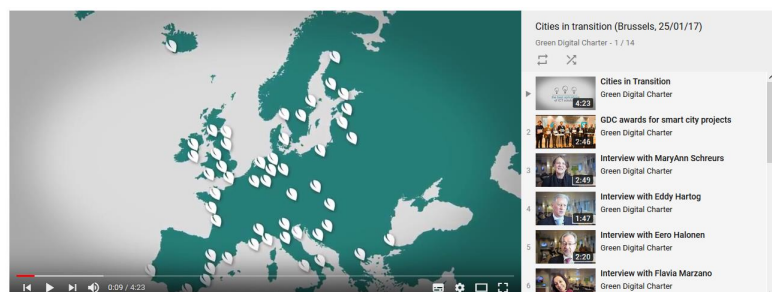 0:09 / 4:23
Cities in transition (Brussels, 25/01/17)
Green Digital Charter - 1 / 14
Cities in Transition
Green Digital Charter
4:23
2
GDC awards for smart city projects
Green Digital Charter
2:46
3
Interview with MaryAnn Schreurs
Green Digital Charter
2:49
4
Interview with Eddy Hartog
Green Digital Charter
1:47
5
Interview with Eero Halonen
Green Digital Charter
2:20
6
Interview with Flavia Marzano
Green Digital Charter